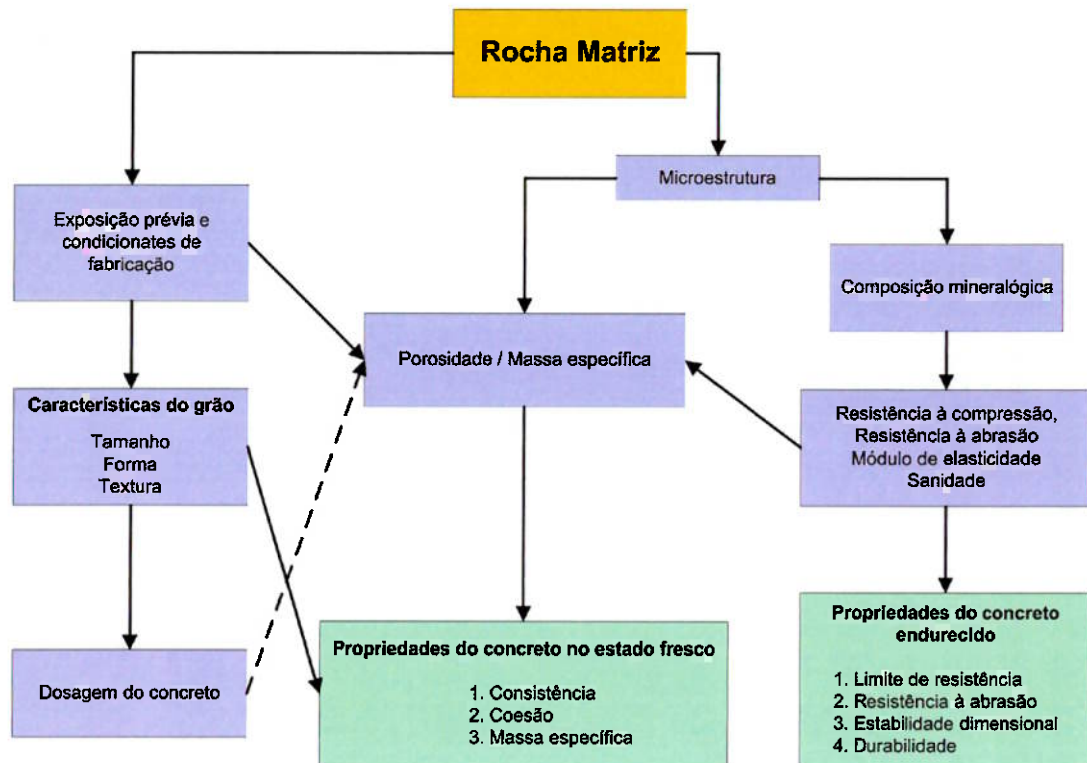 Rocha Matriz
Microestrutura
Exposição prévia e
condicionates de
fabricação
Composição mineralógica
Porosidade / Massa específica
Características do grão
Tamanho
Forma
Textura
Resistência à compressão,
Resistência à abrasão
Módulo de elasticidade
Sanidade
Dosagem do concreto
Propriedades do concreto no estado fresco
1. Consistência
2. Coesão
3. Massa específica
Propriedades do concreto
endurecido
1. Limite de resistência
2. Resistência à abrasão
3. Estabilidade dimensional
4. Durabilidade